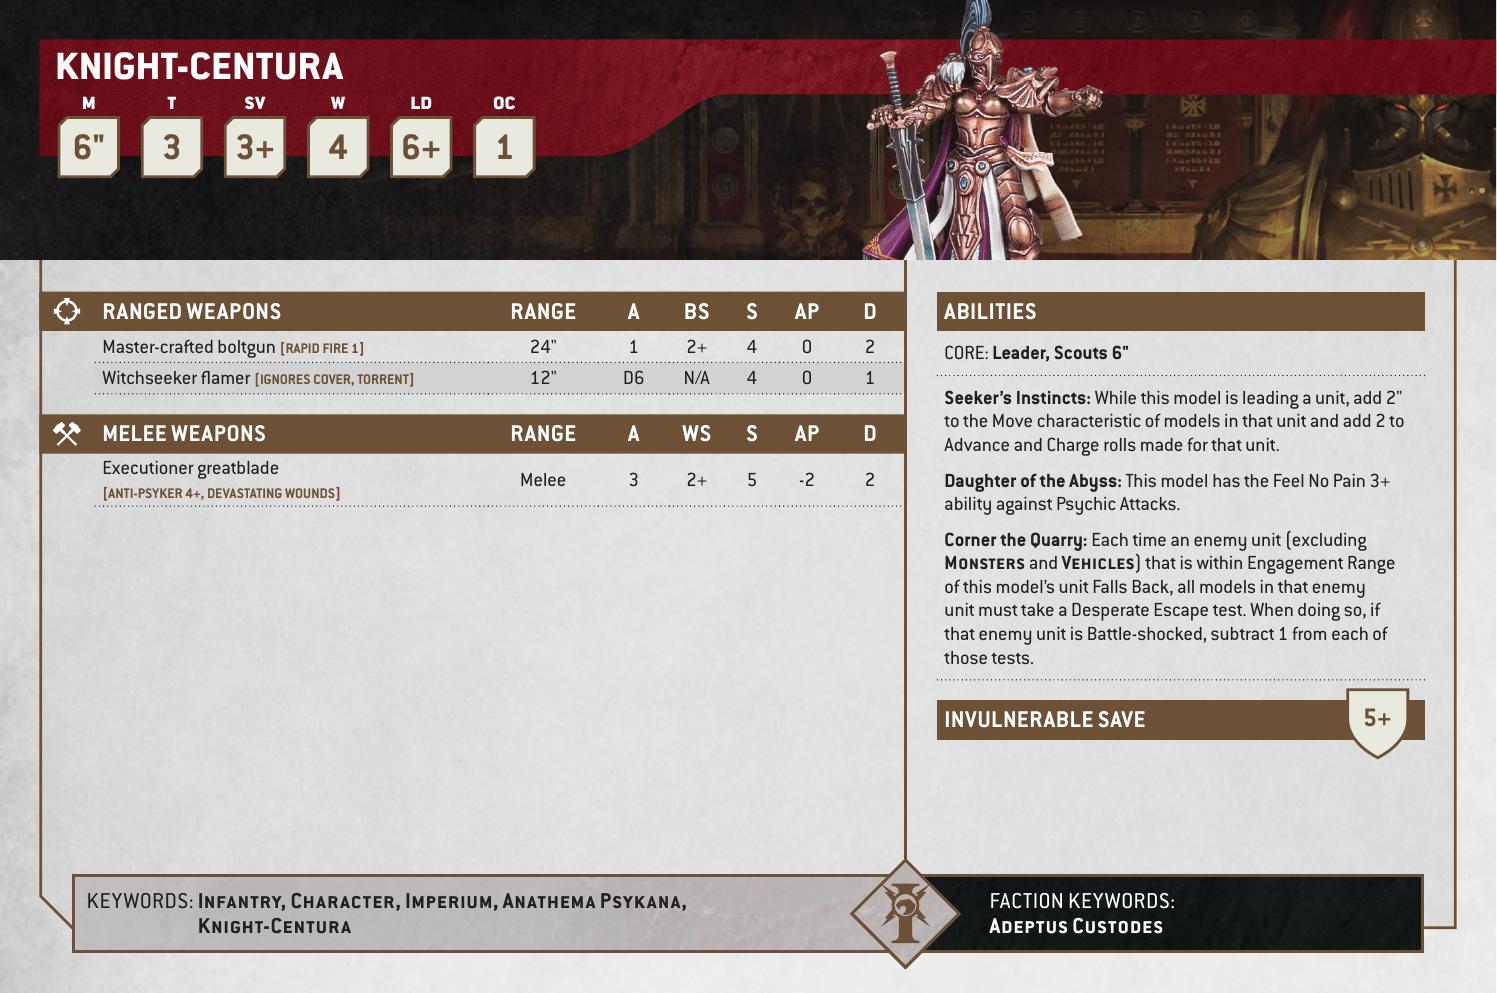 KNIGHT-CENTURA
M T SV W LD OC
6" 3 3+ 4 6+ 1
RANGED WEAPONS RANGE A BS S AP D
Master-crafted boltgun [RAPID FIRE 1] 24" 1 2+ 4 0 2
Witchseeker flamer [IGNORES COVER, TORRENT] 12" D6 N/A 4 0 1
MELEE WEAPONS RANGE A WS S AP D
Executioner greatblade
[ANTI-PSYKER 4+, DEVASTATING WOUNDS] Melee 3 2+ 5 -2 2
ABILITIES
CORE: Leader, Scouts 6"
Seeker's Instincts: While this model is leading a unit, add 2"
to the Move characteristic of models in that unit and add 2 to
Advance and Charge rolls made for that unit.
Daughter of the Abyss: This model has the Feel No Pain 3+
ability against Psychic Attacks.
Corner the Quarry: Each time an enemy unit (excluding
MONSTERS and VEHICLES) that is within Engagement Range
of this model's unit Falls Back, all models in that enemy
unit must take a Desperate Escape test. When doing so, if
that enemy unit is Battle-shocked, subtract 1 from each of
those tests.
INVULNERABLE SAVE 5+
KEYWORDS: INFANTRY, CHARACTER, IMPERIUM, ANATHEMA PSYKANA,
KNIGHT-CENTURA
FACTION KEYWORDS:
ADEPTUS CUSTODES